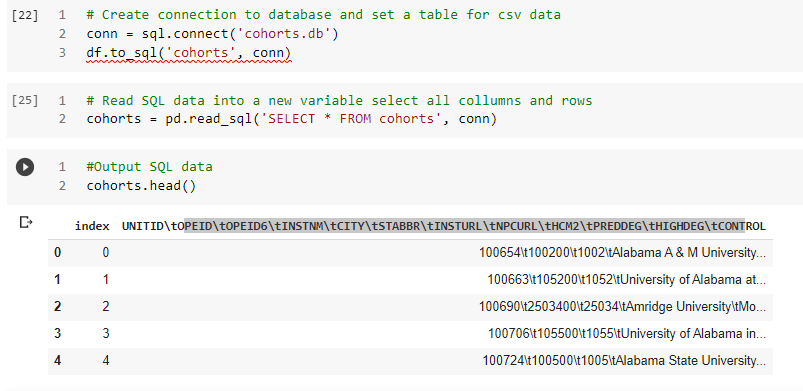 [22] 1 # Create connection to database and set a table for csv data
2 conn = sql.connect('cohorts.db')
3 df.to_sql('cohorts', conn)
[25] 1 # Read SQL data into a new variable select all collumns and rows
2 cohorts = pd.read_sql('SELECT * FROM cohorts', conn)
1 #Output SQL data
2 cohorts.head()
index UNITID\tOPEID\tOPEID6\tINSTNM\tCITY\tSTABBR\tINSTURL\tNPCURL\tHCM2\tPREDDEG\tHIGHDEG\tCONTROL
0 0 100654\t100200\t1002\tAlabama A & M University...
1 1 100663\t105200\t1052\tUniversity of Alabama at...
2 2 100690\t2503400\t25034\tAmridge University\tMo...
3 3 100706\t105500\t1055\tUniversity of Alabama in...
4 4 100724\t100500\t1005\tAlabama State University...